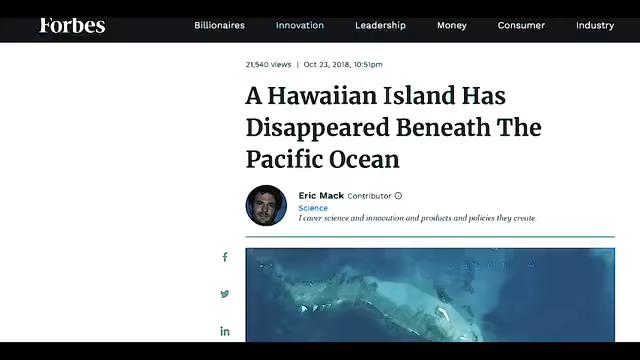 Forbes
Billionaires Innovation Leadership Money Consumer Industry
21,540 views | Oct 23, 2018, 10:51pm
A Hawaiian Island Has
Disappeared Beneath The
Pacific Ocean
Eric Mack Contributor
Science
I cover science and innovation and products and policies they create.